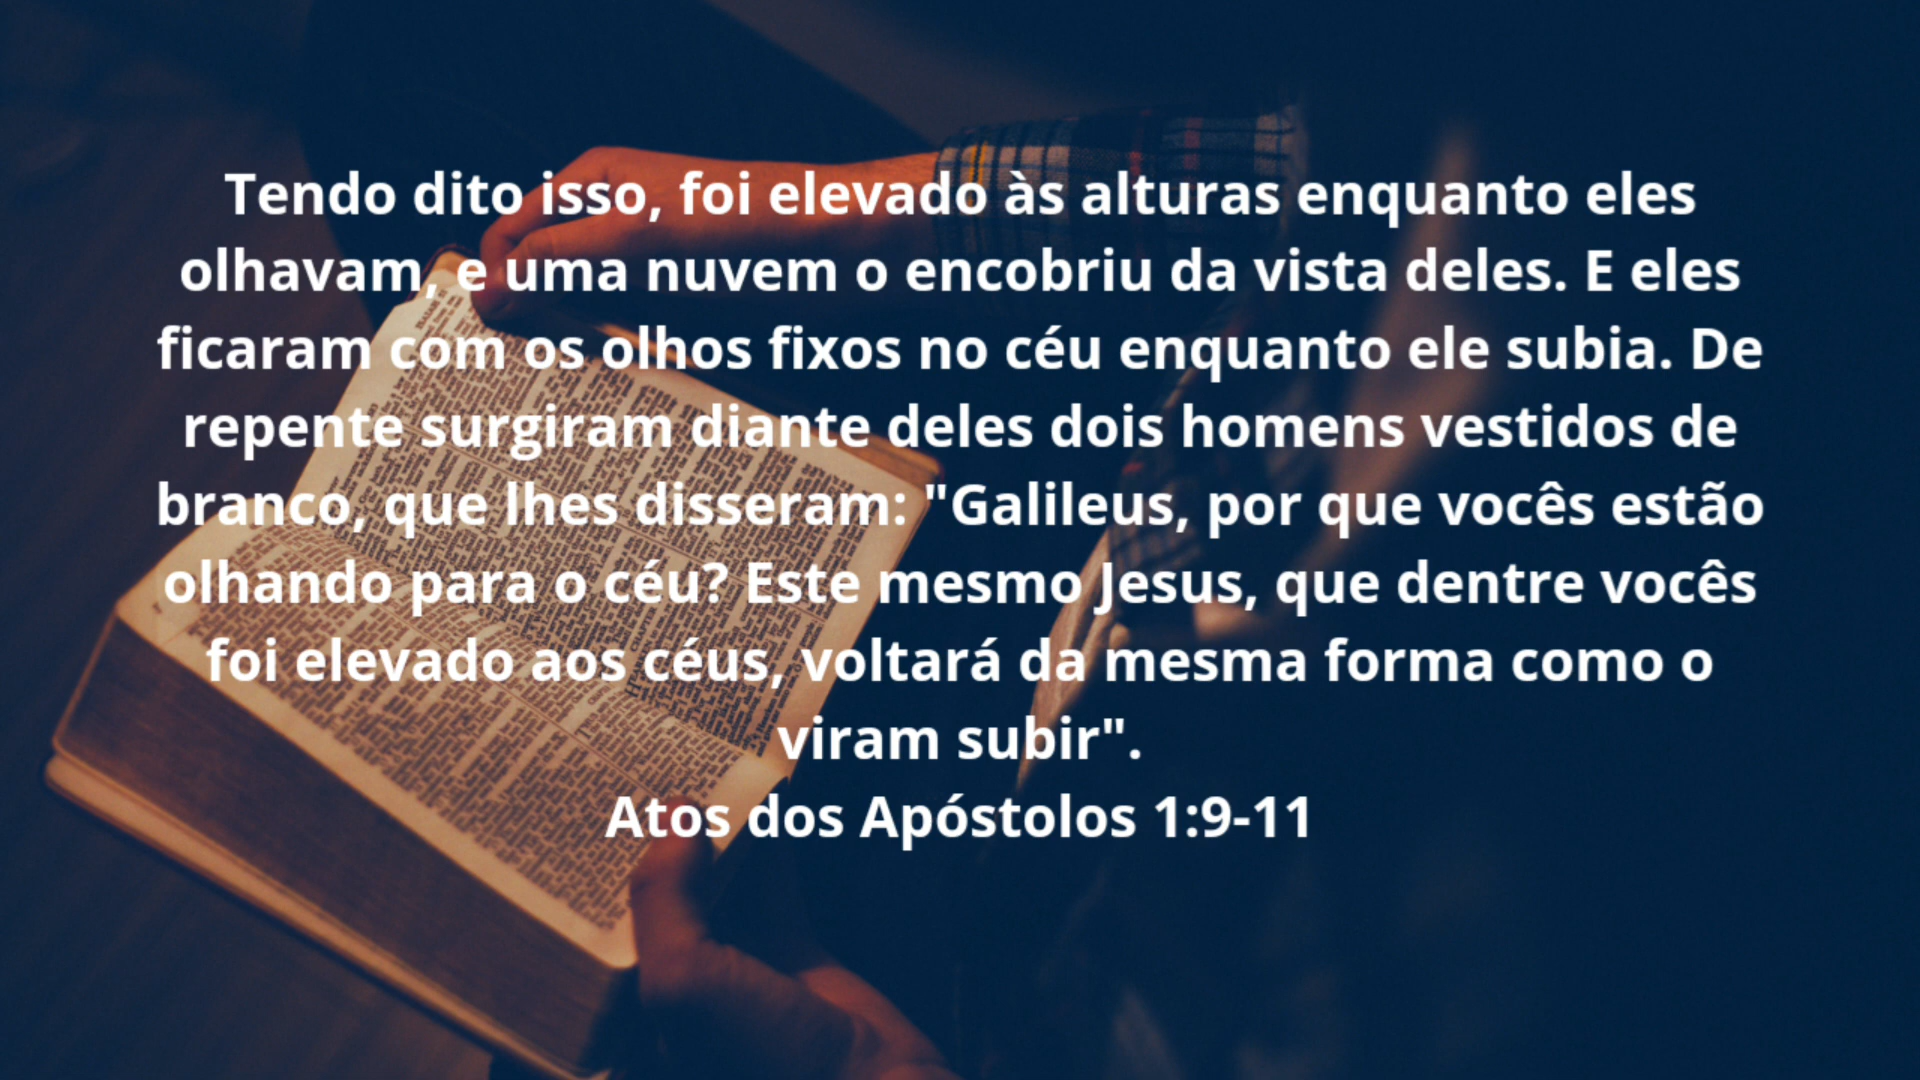 Tendo dito isso, foi elevado às alturas enquanto eles
olhavam, e uma nuvem o encobriu da vista deles. E eles
ficaram com os olhos fixos no céu enquanto ele subia. De
repente surgiram diante deles dois homens vestidos de
branco, que lhes disseram: "Galileus, por que vocês estão
olhando para o céu? Este mesmo Jesus, que dentre vocês
foi elevado aos céus, voltará da mesma forma como o
viram subir".
Atos dos Apóstolos 1:9-11